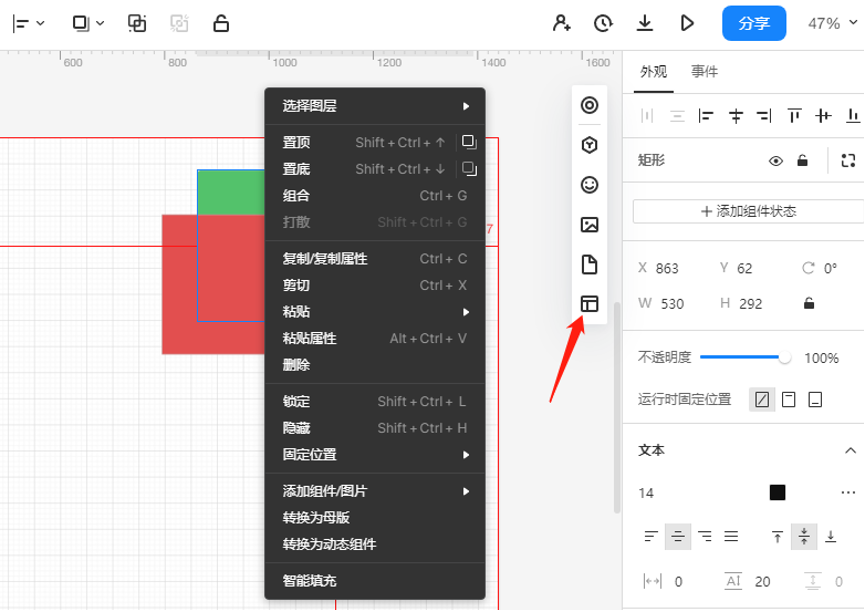 分享
47%
600
800
1000
1200
1400
1600
外观
事件
选择图层
置顶 Shift + Ctrl + ↑
置底 Shift + Ctrl + ↓
组合 Ctrl + G
打散 Shift + Ctrl + G
复制/复制属性 Ctrl + C
剪切 Ctrl + X
粘贴
粘贴属性 Alt + Ctrl + V
删除
锁定 Shift + Ctrl + L
隐藏 Shift + Ctrl + H
固定位置
添加组件/图片
转换为母版
转换为动态组件
智能填充
7
矩形
+ 添加组件状态
X 863 Y 62 0°
W 530 H 292
不透明度 100%
运行时固定位置
文本
14
0 AI 20 0